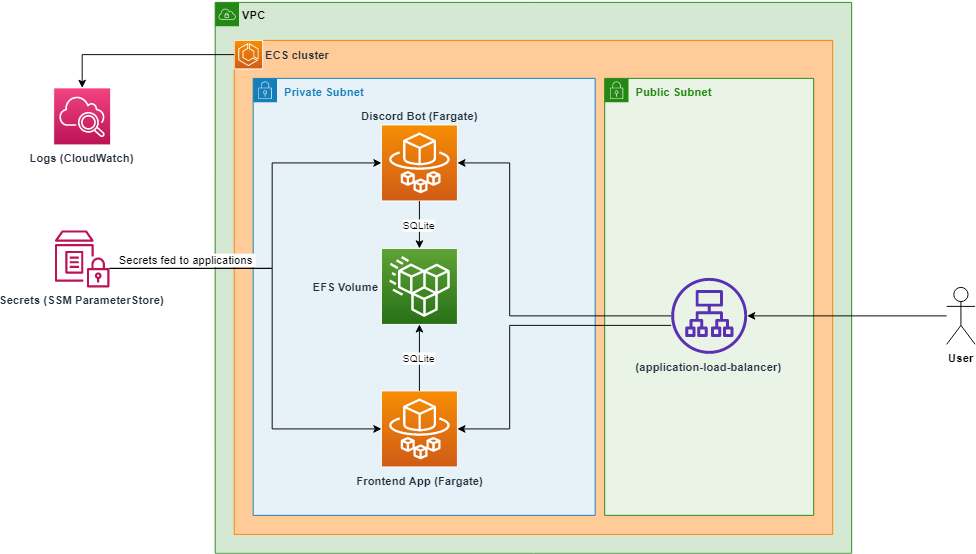 VPC
ECS cluster
Private Subnet
Public Subnet
Discord Bot (Fargate)
Logs (CloudWatch)
SQLite
Secrets fed to applications
EFS Volume
Secrets (SSM ParameterStore)
SQLite
(application-load-balancer)
User
Frontend App (Fargate)